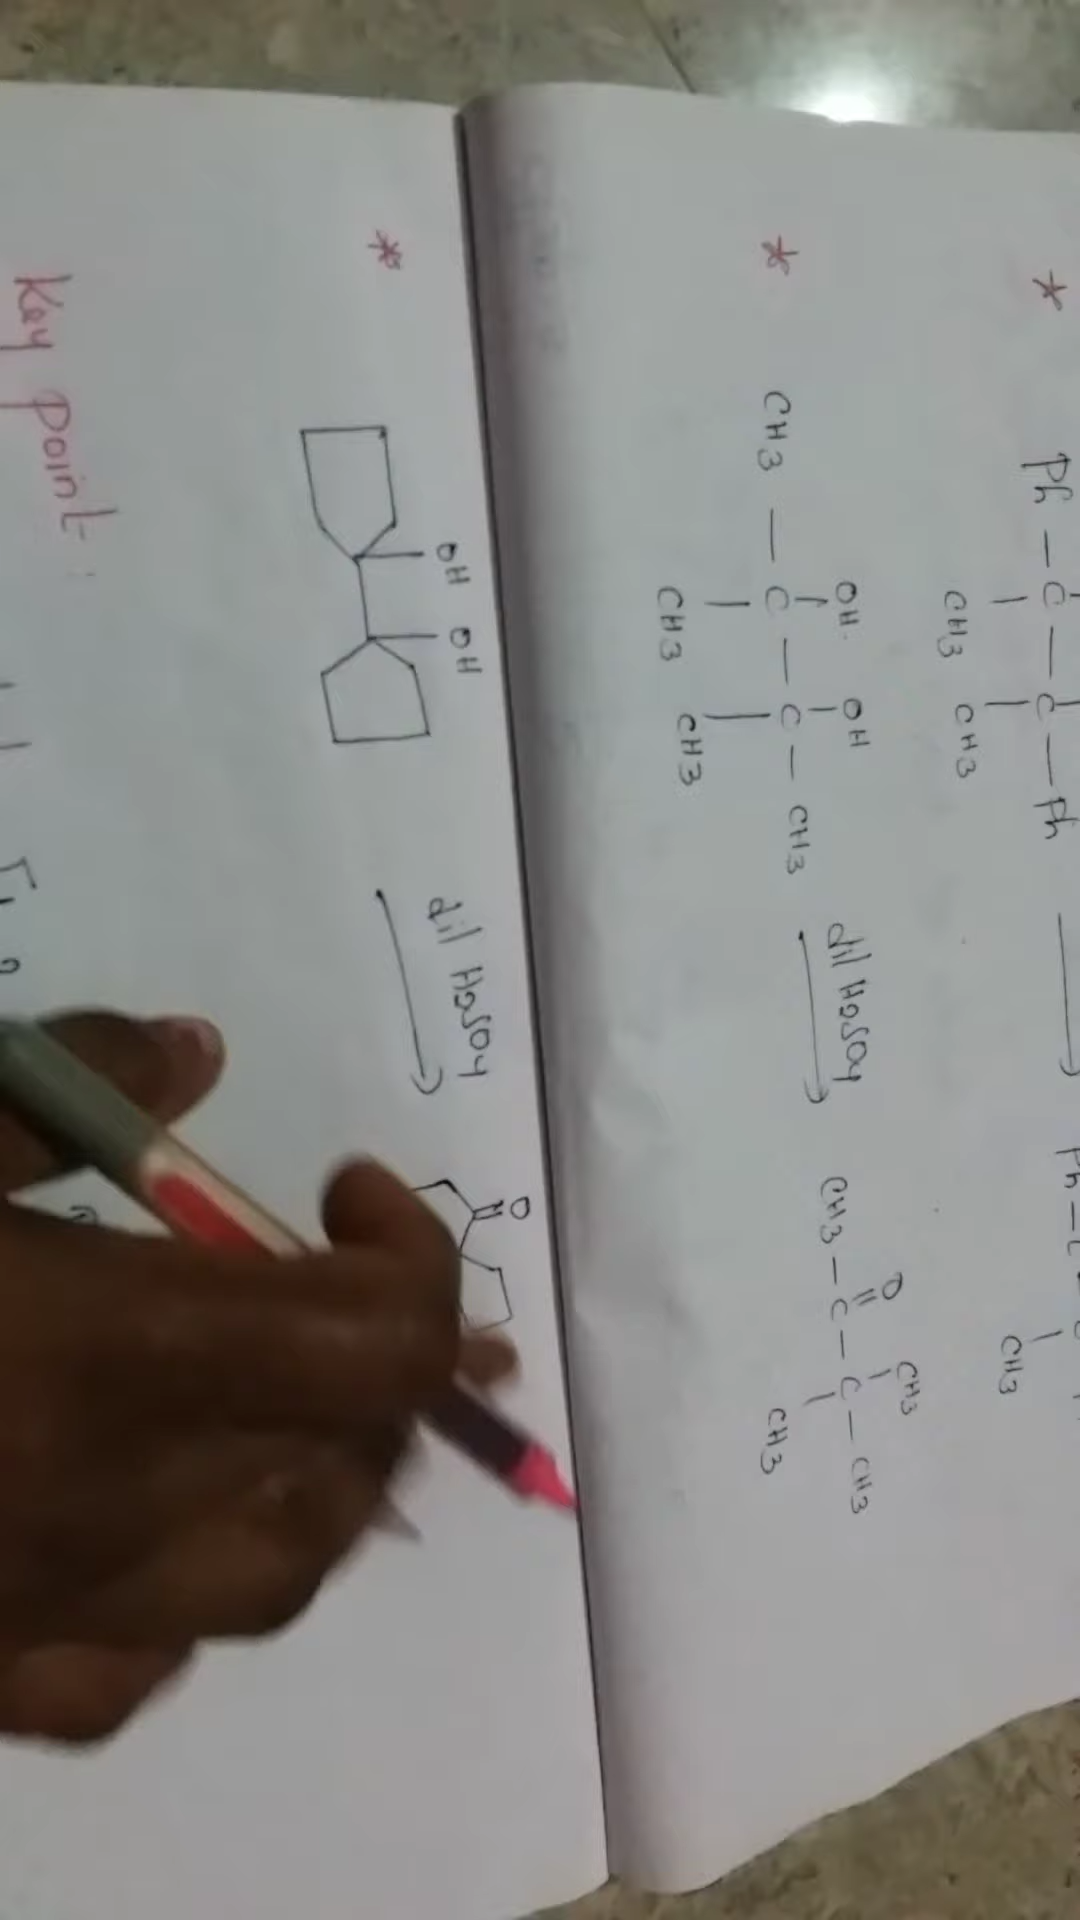 * Ph — C — C — Ph ⟶ Ph — C
CH3 CH3 CH3
OH OH O CH3
* CH3 — C — C — CH3 dil H2SO4 ⟶ CH3 — C — C — CH3
CH3 CH3 CH3
OH OH O
* dil H2SO4 ⟶
Key point :